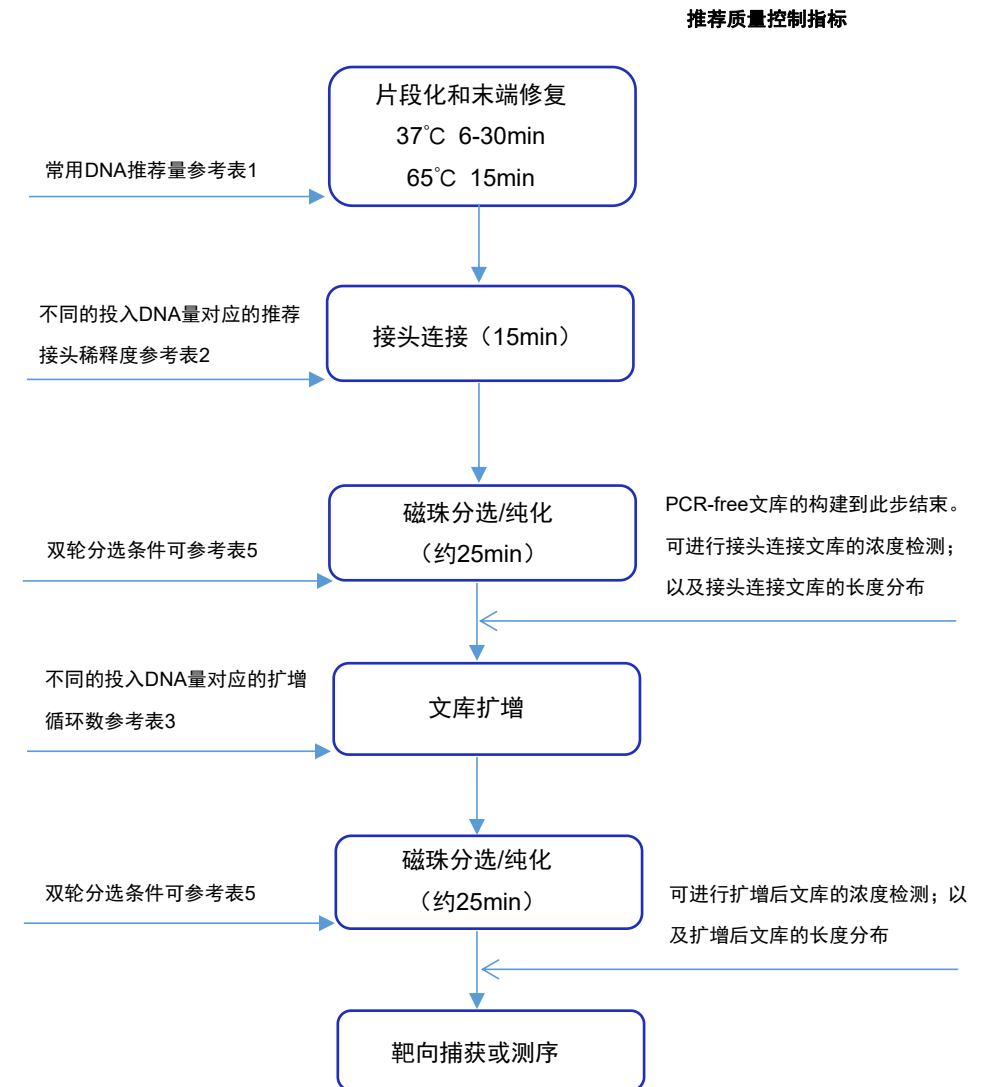 推荐质量控制指标
片段化和末端修复
37℃ 6-30min
65℃ 15min
常用DNA推荐量参考表1
不同的投入DNA量对应的推荐
接头稀释度参考表2
接头连接（15min）
磁珠分选/纯化
（约25min）
双轮分选条件可参考表5
PCR-free文库的构建到此步结束。
可进行接头连接文库的浓度检测；
以及接头连接文库的长度分布
不同的投入DNA量对应的扩增
循环数参考表3
文库扩增
磁珠分选/纯化
（约25min）
双轮分选条件可参考表5
可进行扩增后文库的浓度检测；以
及扩增后文库的长度分布
靶向捕获或测序